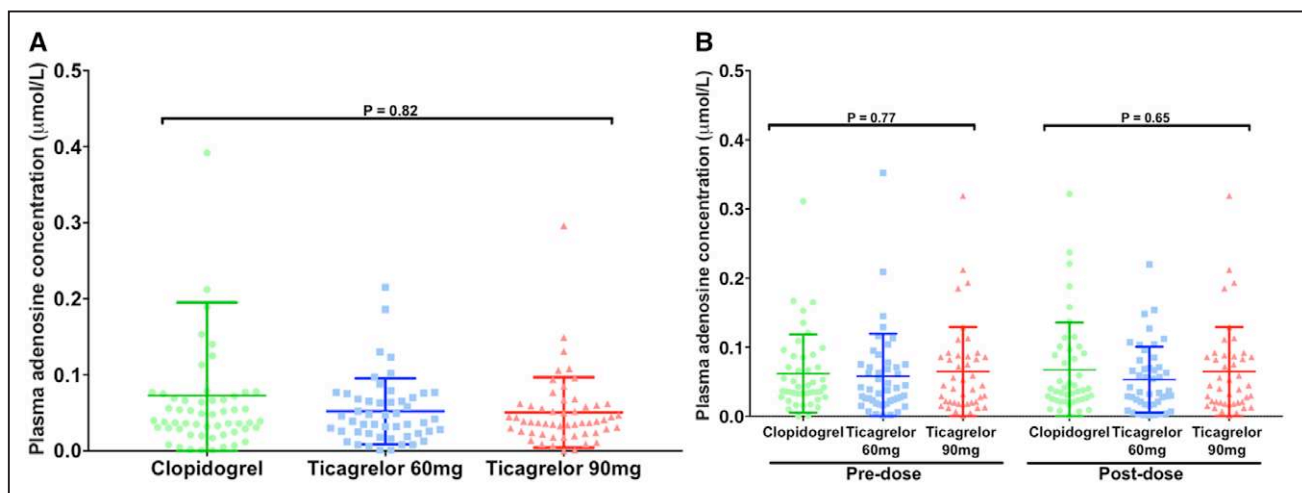 A
Plasma adenosine concentration (μmol/L)
0.5
0.4
0.3
0.2
0.1
0.0
P = 0.82
Clopidogrel Ticagrelor 60mg Ticagrelor 90mg
B
Plasma adenosine concentration (μmol/L)
0.5
0.4
0.3
0.2
0.1
0.0
P = 0.77 P = 0.65
Clopidogrel Ticagrelor Ticagrelor Clopidogrel Ticagrelor Ticagrelor
60mg 90mg 60mg 90mg
Pre-dose Post-dose